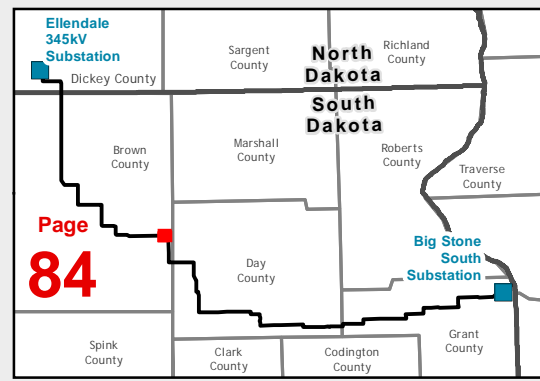 Ellendale
345kV
Substation
Dickey County
Sargent
County
North
Dakota
Richland
County
South
Dakota
Brown
County
Marshall
County
Roberts
County
Traverse
County
Page
84
Day
County
Big Stone
South
Substation
Spink
County
Clark
County
Codington
County
Grant
County